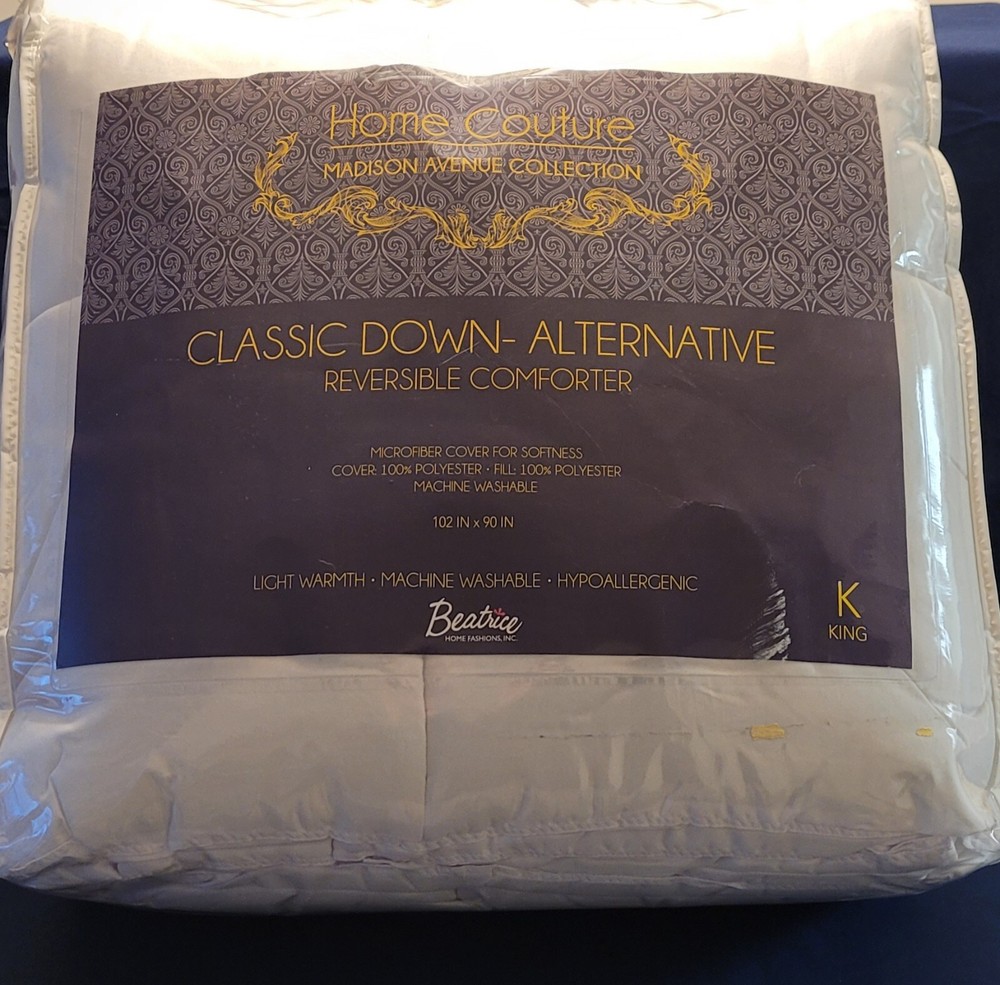 Home Couture
MADISON AVENUE COLLECTION
CLASSIC DOWN- ALTERNATIVE
REVERSIBLE COMFORTER
MICROFIBER COVER FOR SOFTNESS
COVER: 100% POLYESTER · FILL: 100% POLYESTER
MACHINE WASHABLE
102 IN x 90 IN
LIGHT WARMTH · MACHINE WASHABLE · HYPOALLERGENIC
Beatrice
HOME FASHIONS, INC.
K
KING